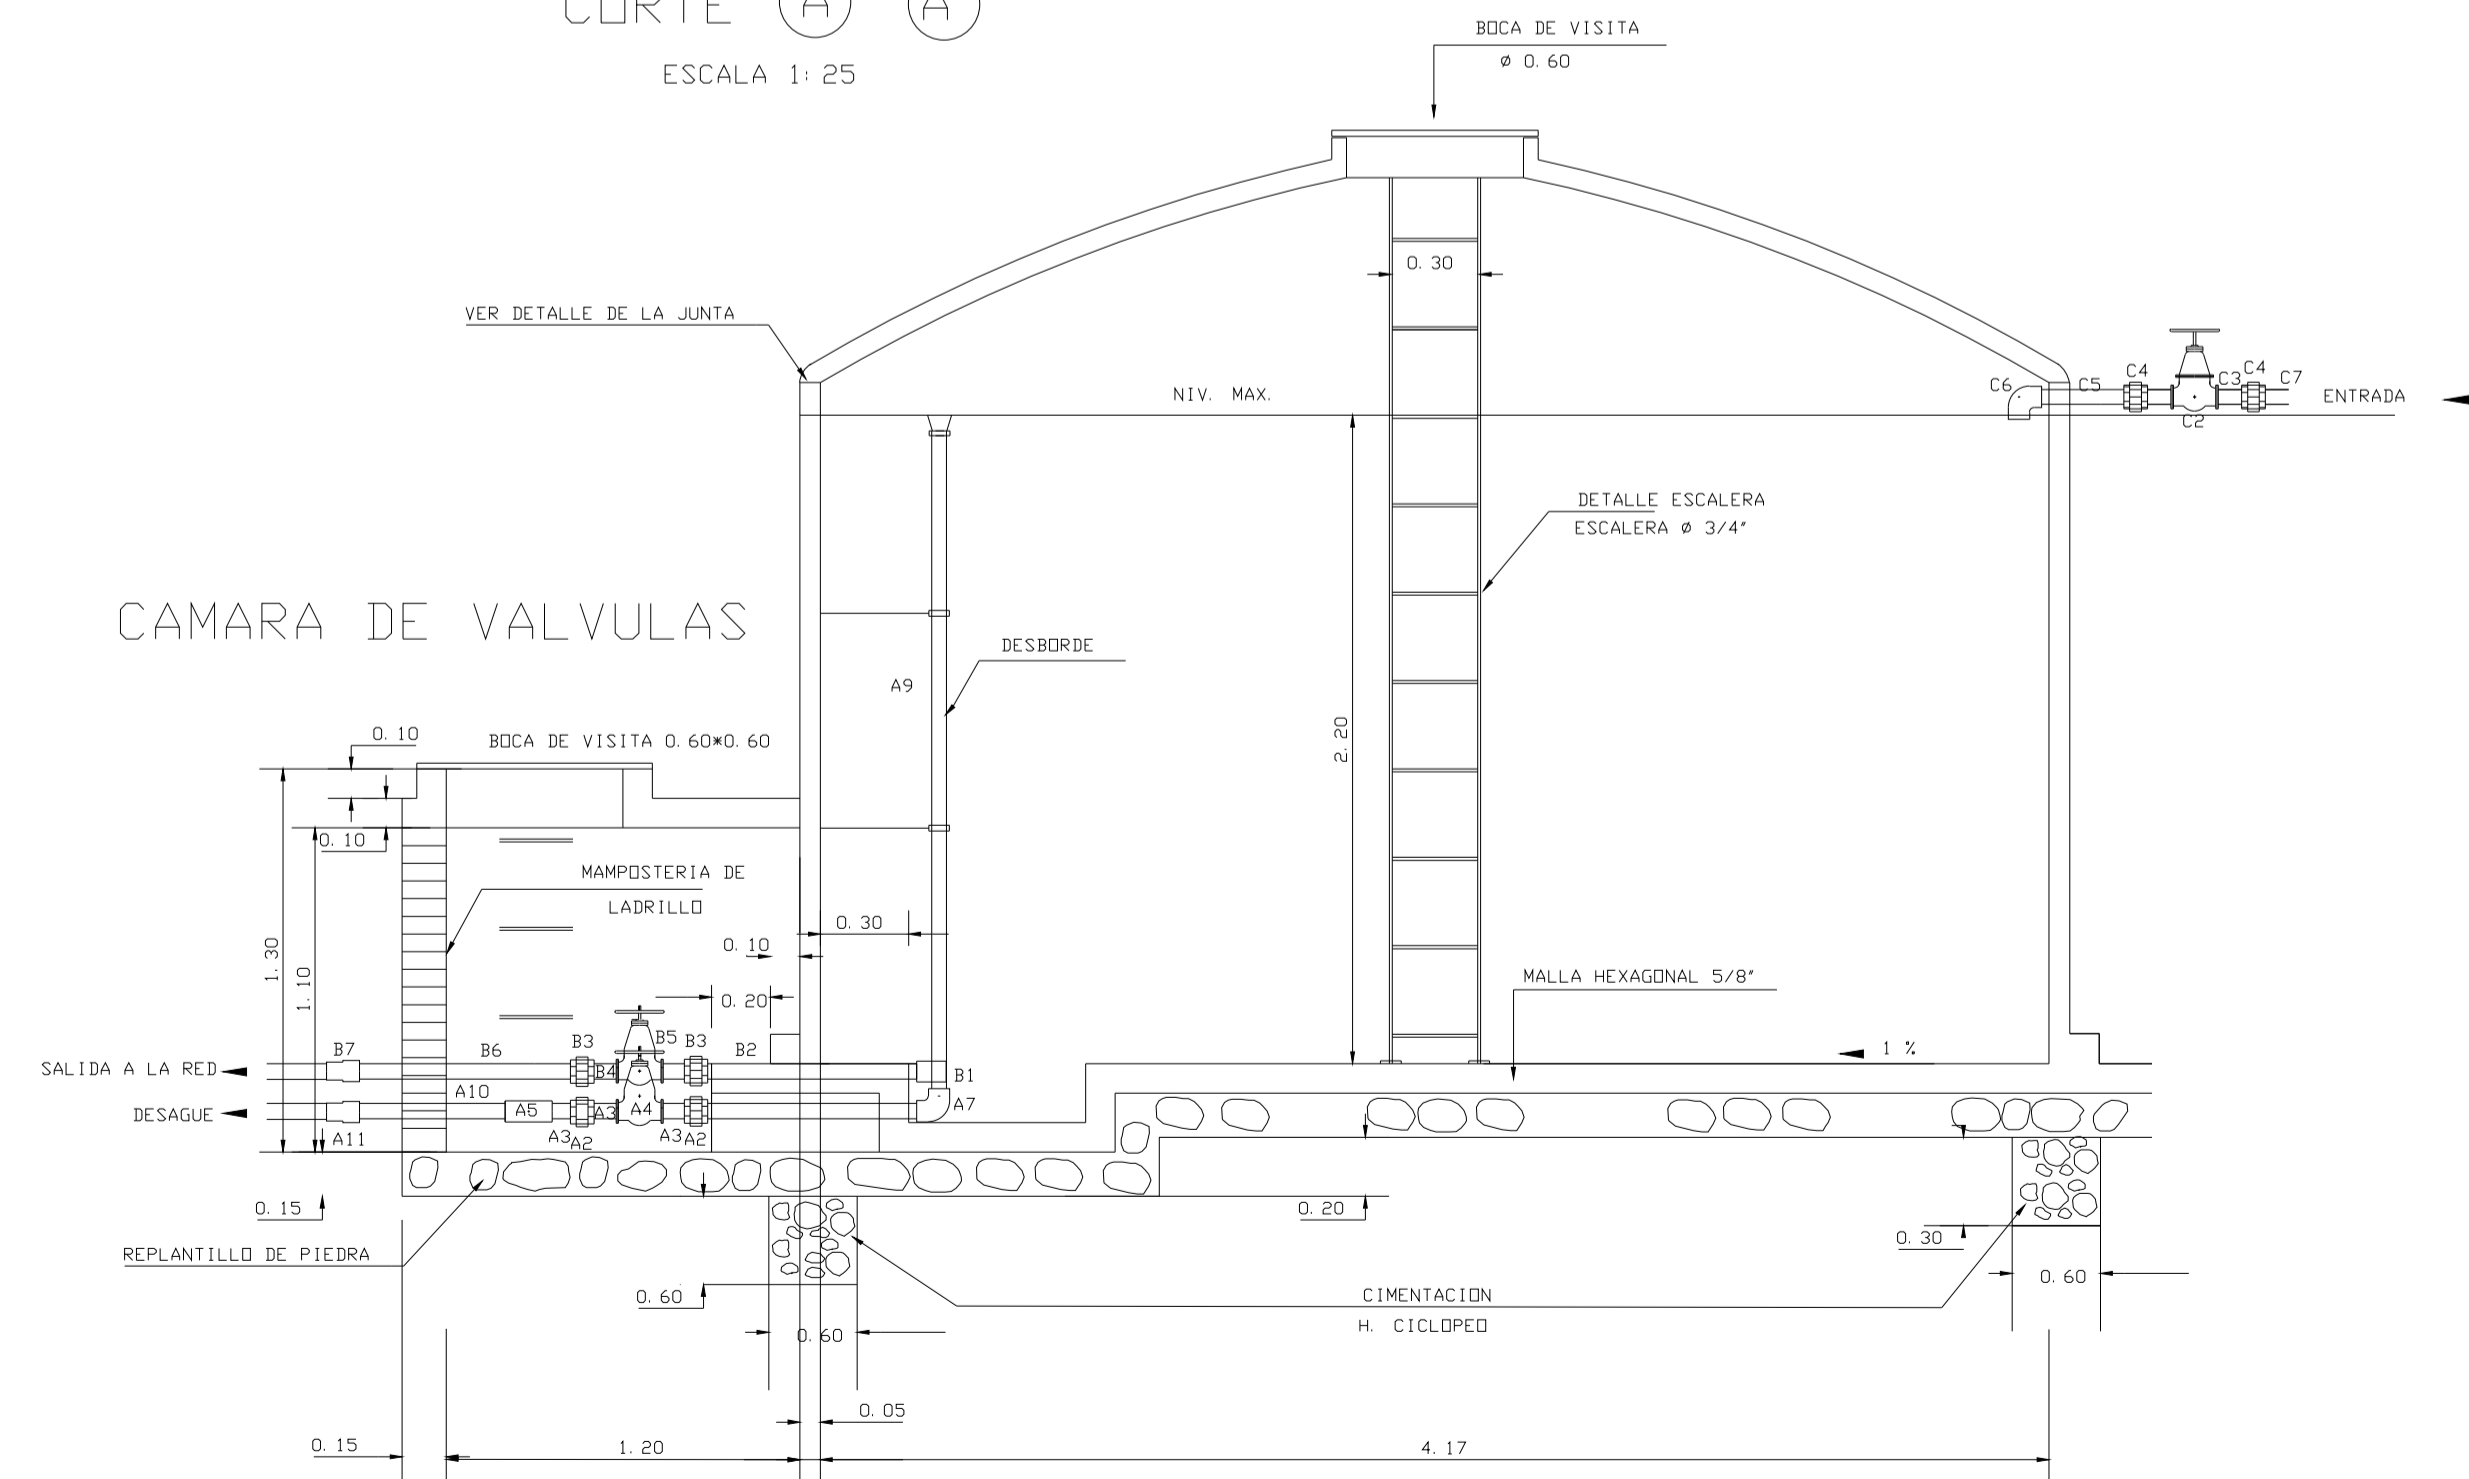 CORTE A A
ESCALA 1:25
BOCA DE VISITA
Ø 0.60
0.30
VER DETALLE DE LA JUNTA
NIV. MAX.
C6
C5
C4
C3
C4
C7
C2
ENTRADA
DETALLE ESCALERA
ESCALERA Ø 3/4"
CAMARA DE VALVULAS
DESBORDE
A9
2.20
0.10
BOCA DE VISITA 0.60*0.60
0.10
MAMPOSTERIA DE
LADRILLO
0.30
0.10
1.30
1.10
0.20
MALLA HEXAGONAL 5/8"
1 %
SALIDA A LA RED
B7
B6
B3
B5
B3
B2
B4
B1
A10
DESAGUE
A5
A3
A4
A7
A11
A3
A2
A3
A2
0.15
0.20
0.30
REPLANTILLO DE PIEDRA
0.60
0.60
0.60
CIMENTACION
H. CICLOPEO
0.05
0.15
1.20
4.17